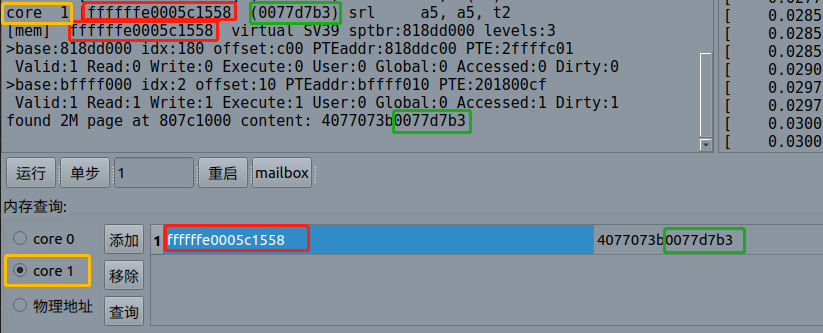 core 1 ffffffe0005c1558 (0077d7b3) srl a5, a5, t2
[mem] ffffffe0005c1558 virtual SV39 sptbr:818dd000 levels:3
>base:818dd000 idx:180 offset:c00 PTEaddr:818ddc00 PTE:2ffffc01
Valid:1 Read:0 Write:0 Execute:0 User:0 Global:0 Accessed:0 Dirty:0
>base:bffff000 idx:2 offset:10 PTEaddr:bffff010 PTE:201800cf
Valid:1 Read:1 Write:1 Execute:1 User:0 Global:0 Accessed:1 Dirty:1
found 2M page at 807c1000 content: 4077073b0077d7b3
[ 0.0285
[ 0.0285
[ 0.0285
[ 0.0290
[ 0.0297
[ 0.0297
[ 0.0300
[ 0.0300
运行 单步 1 重启 mailbox
内存查询:
core 0 添加 1 ffffffe0005c1558 4077073b0077d7b3
core 1 移除
物理地址 查询